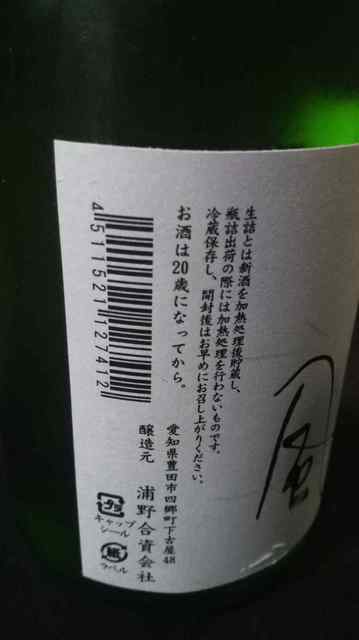 生詰とは新酒を加熱処理後貯蔵し、
瓶詰出荷の際には加熱処理を行わないものです。
冷蔵保存し、開封後はお早めにお召し上がりください。
お酒は20歳になってから。
愛知県豊田市四郷町下古屋48
醸造元 浦野合資会社
4511521127412
プラ
キャップ
シール
紙
ラベル